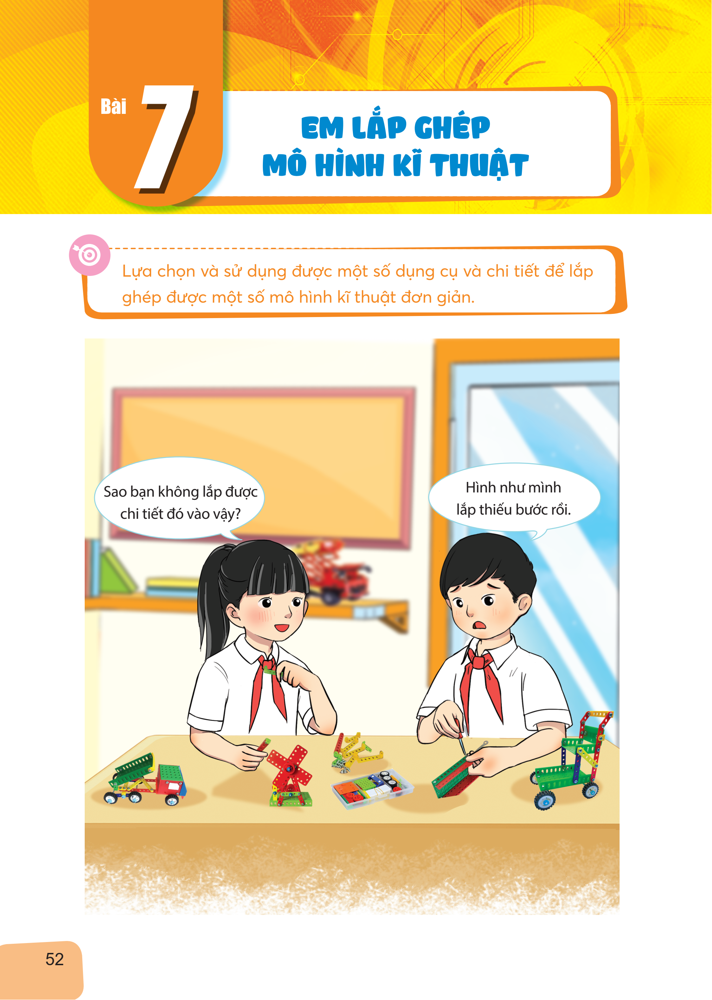 Bài 7
EM LẮP GHÉP
MÔ HÌNH KĨ THUẬT
Lựa chọn và sử dụng được một số dụng cụ và chi tiết để lắp
ghép được một số mô hình kĩ thuật đơn giản.
Sao bạn không lắp được
chi tiết đó vào vậy?
Hình như mình
lắp thiếu bước rồi.
52